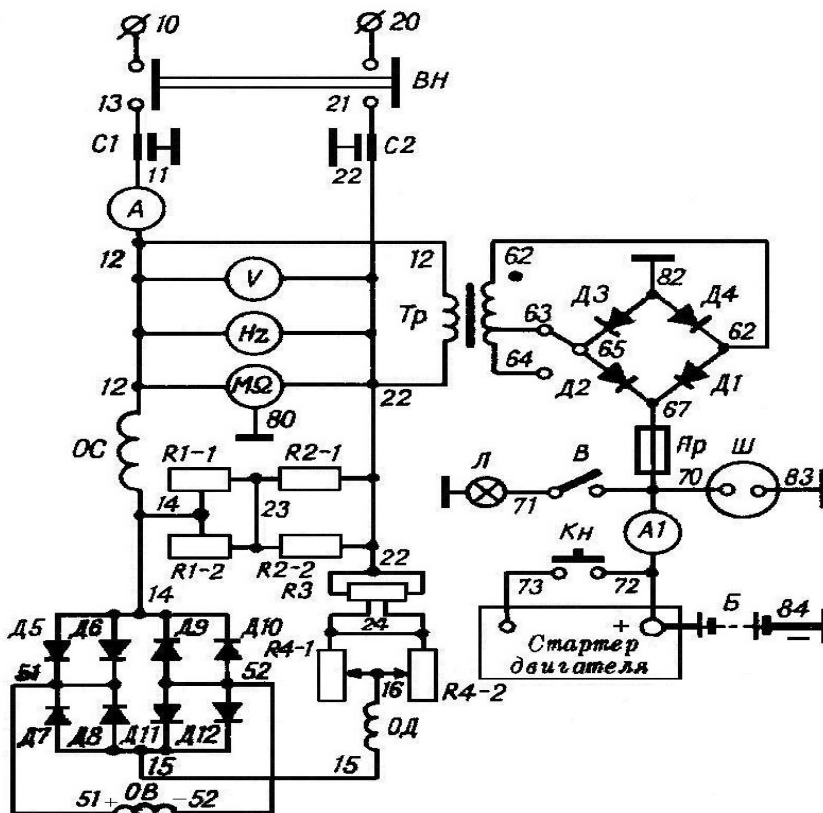 10
20
13
21
ВН
С1
С2
11
22
А
12
12
62
82
V
Тр
63
Д3
Д4
Hz
65
62
64
12
МΩ
22
Д2
Д1
80
67
ОС
R1-1
R2-1
Пр
Ш
Л
В
70
83
14
23
71
А1
R1-2
R2-2
22
Кн
R3
73
72
14
24
Б
84
Д5
Д6
Д9
Д10
R4-1
+
–
Стартер
двигателя
51
52
16
R4-2
Д7
Д8
Д11
Д12
ОД
15
15
51 + ОВ – 52